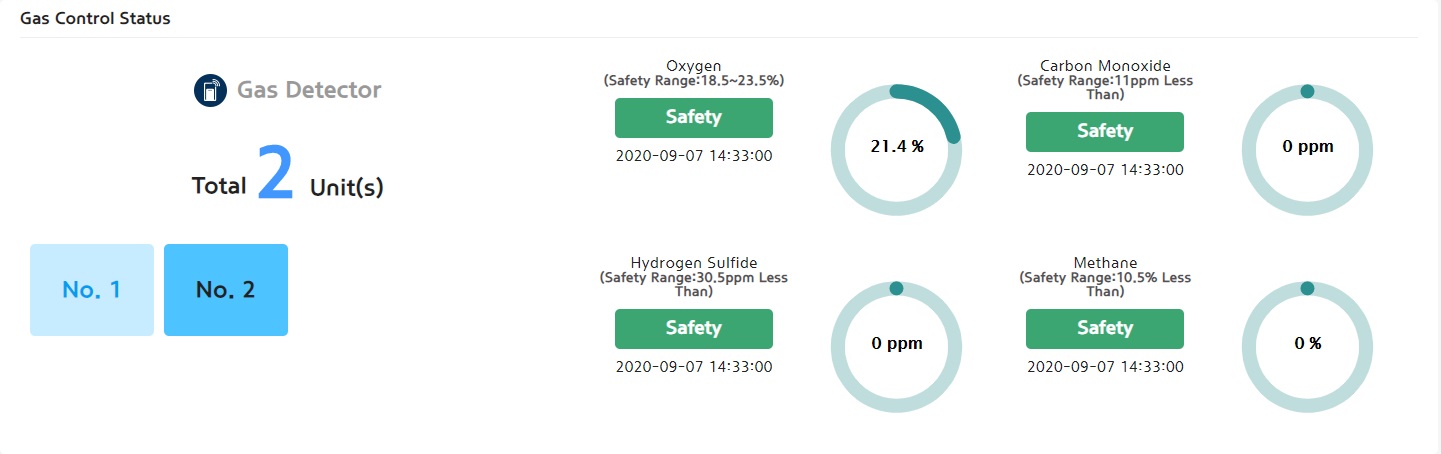 Gas Control Status
Gas Detector
Total 2 Unit(s)
No. 1
No. 2
Oxygen
(Safety Range:18.5~23.5%)
Safety
2020-09-07 14:33:00
21.4 %
Carbon Monoxide
(Safety Range:11ppm Less
Than)
Safety
2020-09-07 14:33:00
0 ppm
Hydrogen Sulfide
(Safety Range:30.5ppm Less
Than)
Safety
2020-09-07 14:33:00
0 ppm
Methane
(Safety Range:10.5% Less
Than)
Safety
2020-09-07 14:33:00
0 %